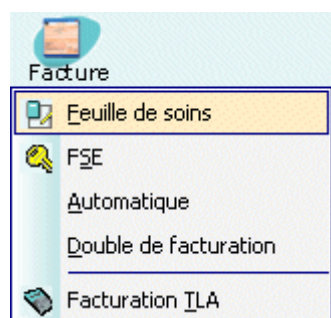 Facture
Feuille de soins
FSE
Automatique
Double de facturation
Facturation TLA